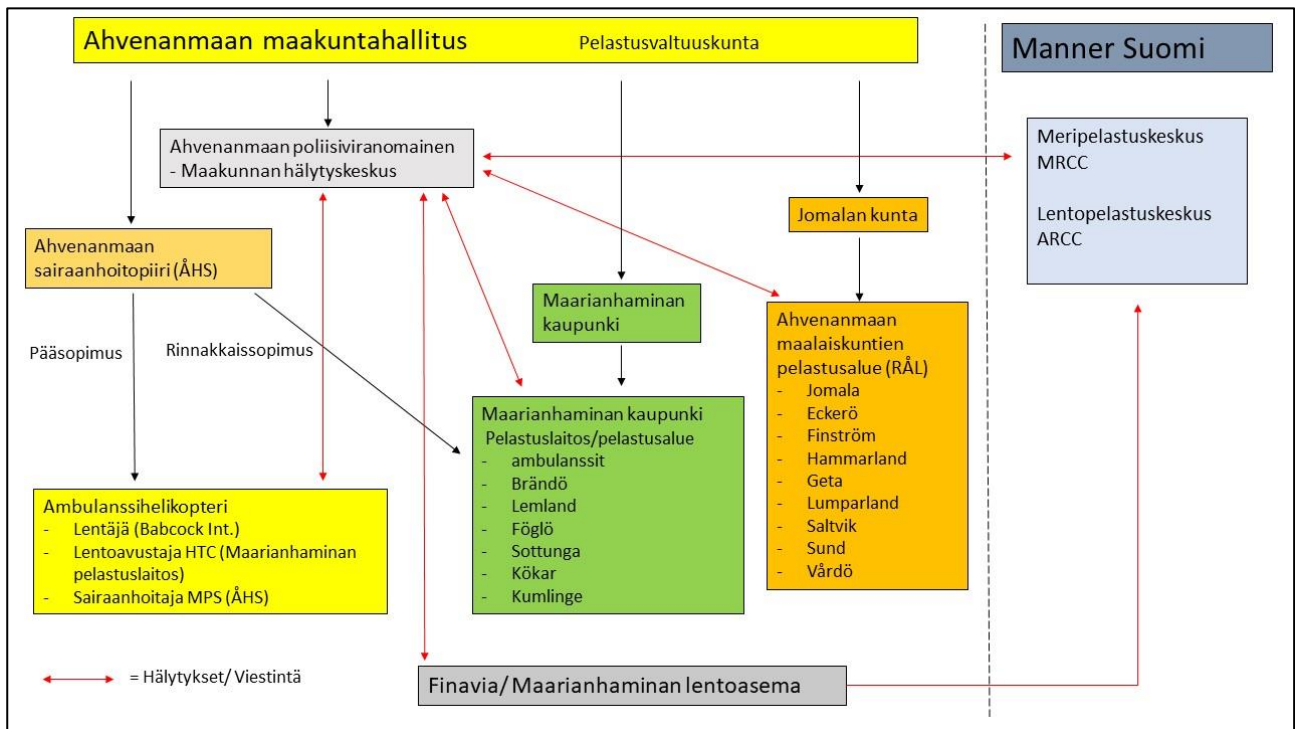 Ahvenanmaan maakuntahallitus Pelastusvaltuuskunta
Manner Suomi
Ahvenanmaan poliisiviranomainen
- Maakunnan hälytyskeskus
Meripelastuskeskus
MRCC
Lentopelastuskeskus
ARCC
Jomalan kunta
Ahvenanmaan
sairaanhoitopiiri (ÅHS)
Maarianhaminan
kaupunki
Pääsopimus
Rinnakkaissopimus
Ahvenanmaan
maalaiskuntien
pelastusalue (RÅL)
- Jomala
- Eckerö
- Finström
- Hammarland
- Geta
- Lumparland
- Saltvik
- Sund
- Vårdö
Maarianhaminan kaupunki
Pelastuslaitos/pelastusalue
- ambulanssit
- Brändö
- Lemland
- Föglö
- Sottunga
- Kökar
- Kumlinge
Ambulanssihelikopteri
- Lentäjä (Babcock Int.)
- Lentoavustaja HTC (Maarianhaminan
pelastuslaitos)
- Sairaanhoitaja MPS (ÅHS)
= Hälytykset/ Viestintä
Finavia/ Maarianhaminan lentoasema